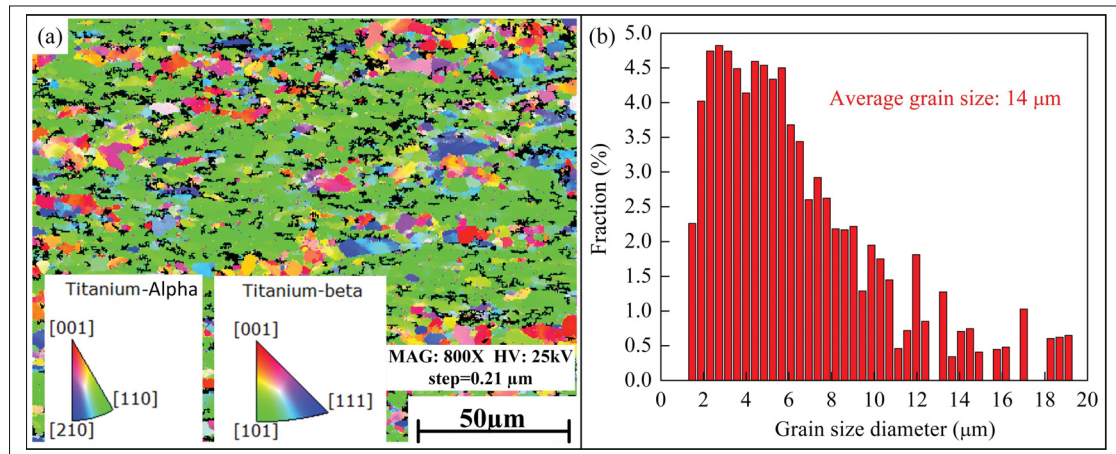 (a)
Titanium-Alpha
[001]
[110]
[210]
Titanium-beta
[001]
[111]
[101]
MAG: 800X HV: 25kV
step=0.21 μm
50μm
(b)
Average grain size: 14 μm
Fraction (%)
5.0
4.5
4.0
3.5
3.0
2.5
2.0
1.5
1.0
0.5
0.0
0 2 4 6 8 10 12 14 16 18 20
Grain size diameter (μm)